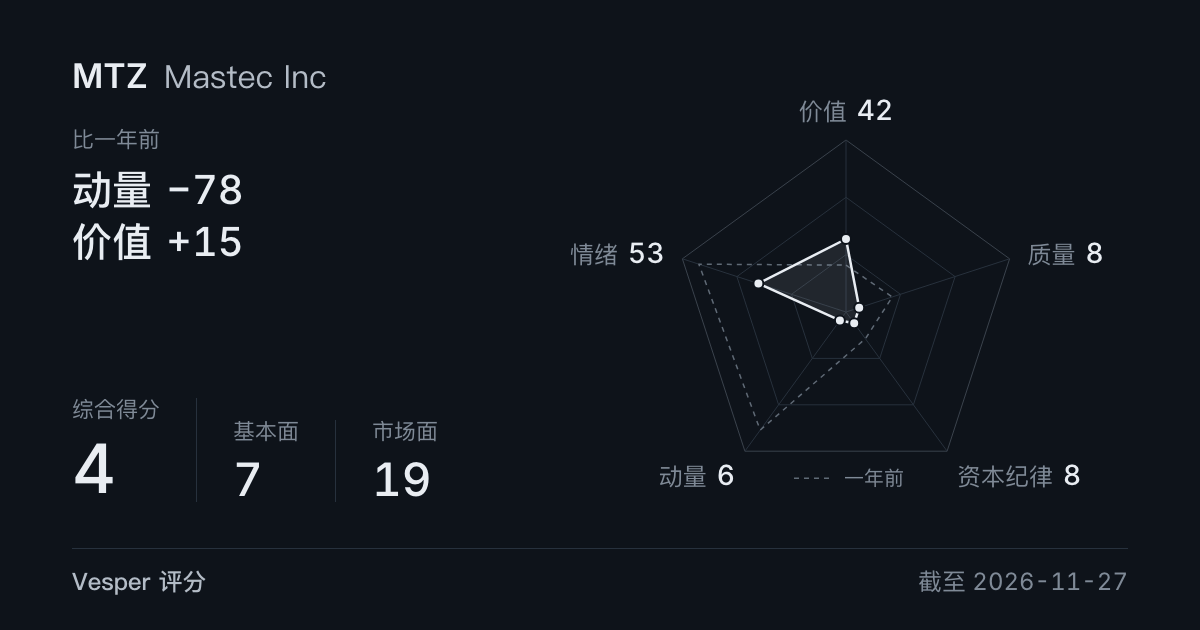 MTZ Mastec Inc
比一年前
动量 −78
价值 +15
综合得分
4
基本面
7
市场面
19
价值 42
情绪 53
质量 8
动量 6
一年前
资本纪律 8
Vesper 评分
截至 2026-11-27